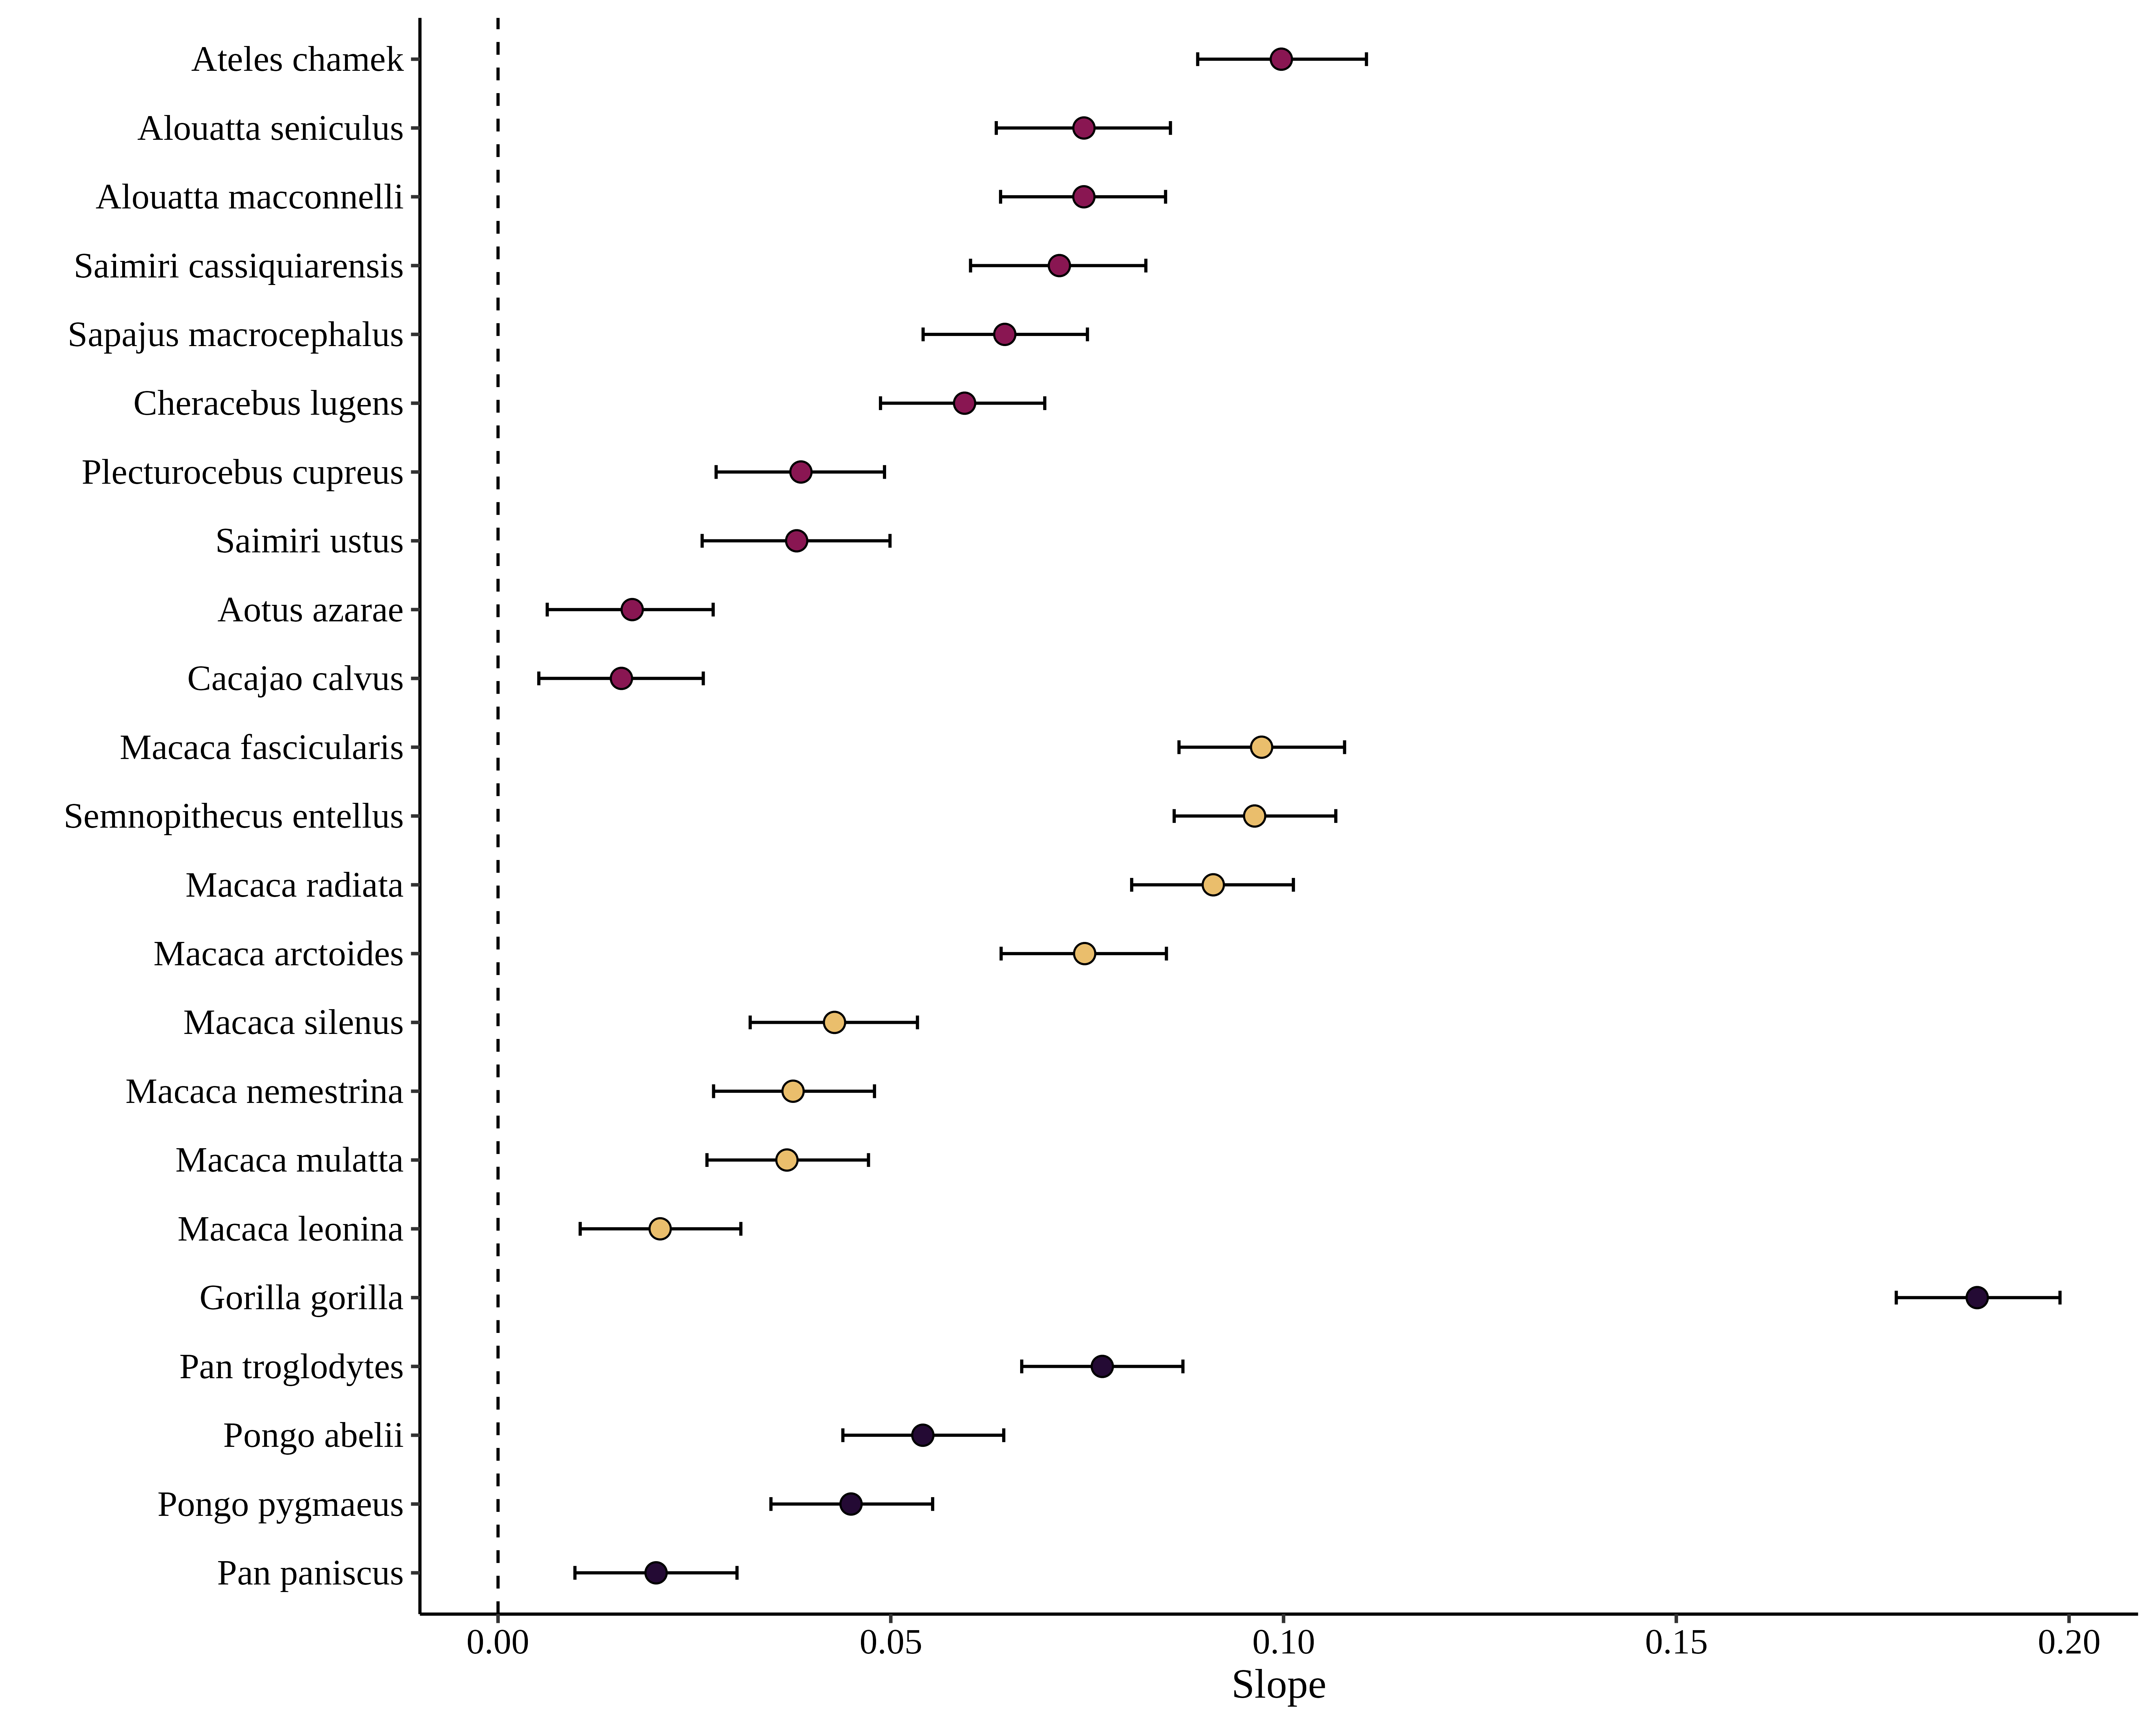 Ateles chamek
Alouatta seniculus
Alouatta macconnelli
Saimiri cassiquiarensis
Sapajus macrocephalus
Cheracebus lugens
Plecturocebus cupreus
Saimiri ustus
Aotus azarae
Cacajao calvus
Macaca fascicularis
Semnopithecus entellus
Macaca radiata
Macaca arctoides
Macaca silenus
Macaca nemestrina
Macaca mulatta
Macaca leonina
Gorilla gorilla
Pan troglodytes
Pongo abelii
Pongo pygmaeus
Pan paniscus
0.00 0.05 0.10 0.15 0.20
Slope